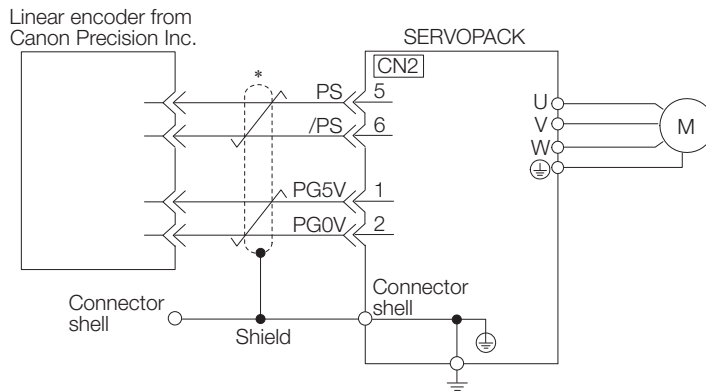 Linear encoder from
Canon Precision Inc.
SERVOPACK
CN2
*
PS 5
/PS 6
PG5V 1
PG0V 2
U
V
W
M
Connector
shell
Shield
Connector
shell